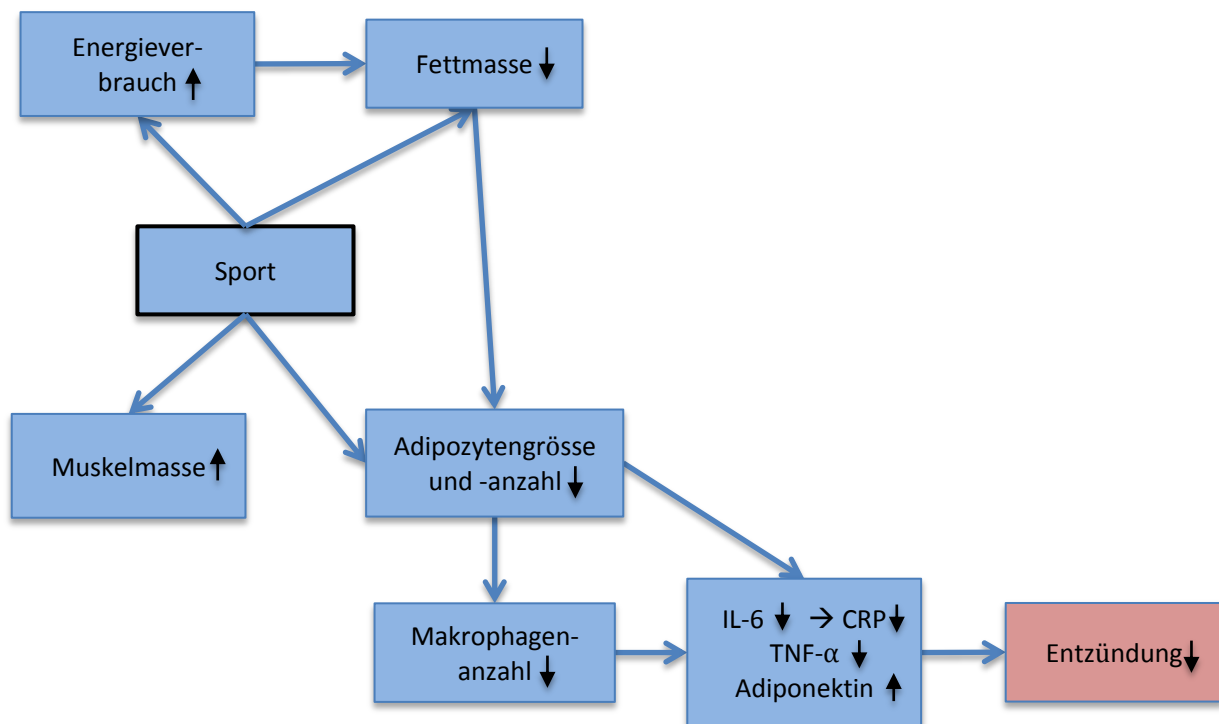 Energiever-
brauch ↑
Fettmasse ↓
Sport
Muskelmasse ↑
Adipozytengrösse
und -anzahl ↓
Makrophagen-
anzahl ↓
IL-6 ↓ → CRP ↓
TNF-α ↓
Adiponektin ↑
Entzündung ↓